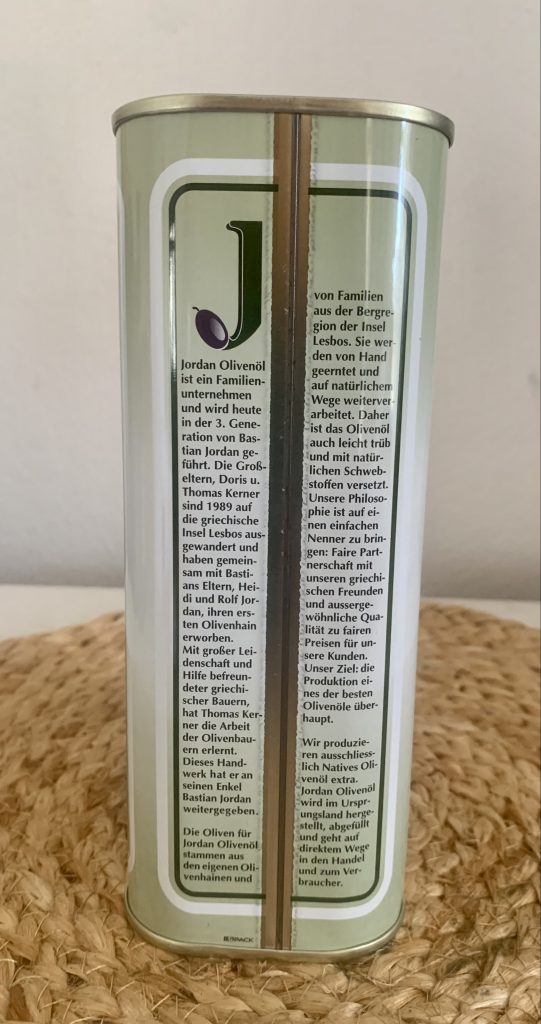 J
Jordan Olivenöl
ist ein Familien-
unternehmen
und wird heute
in der 3. Gene-
ration von Bas-
tian Jordan ge-
führt. Die Groß-
eltern, Doris u.
Thomas Kerner
sind 1989 auf
die griechische
Insel Lesbos aus-
gewandert und
haben gemein-
sam mit Basti-
ans Eltern, Hei-
di und Rolf Jor-
dan, ihren ers-
ten Olivenhain
erworben.
Mit großer Lei-
denschaft und
Hilfe befreun-
deter griechi-
scher Bauern,
hat Thomas Ker-
ner die Arbeit
der Olivenbau-
ern erlernt.
Dieses Hand-
werk hat er an
seinen Enkel
Bastian Jordan
weitergegeben.
Die Oliven für
Jordan Olivenöl
stammen aus
den eigenen Oli-
venhainen und
von Familien
aus der Bergre-
gion der Insel
Lesbos. Sie wer-
den von Hand
geerntet und
auf natürlichem
Wege weiterver-
arbeitet. Daher
ist das Olivenöl
auch leicht trüb
und mit natür-
lichen Schweb-
stoffen versetzt.
Unsere Philoso-
phie ist auf ei-
nen einfachen
Nenner zu brin-
gen: Faire Part-
nerschaft mit
unseren griechi-
schen Freunden
und ausserge-
wöhnliche Qua-
lität zu fairen
Preisen für un-
sere Kunden.
Unser Ziel: die
Produktion ei-
nes der besten
Olivenöle über-
haupt.
Wir produzie-
ren ausschliess-
lich Natives Oli-
venöl extra.
Jordan Olivenöl
wird im Urspr-
ungsland herge-
stellt, abgefüllt
und geht auf
direktem Wege
in den Handel
und zum Ver-
braucher.